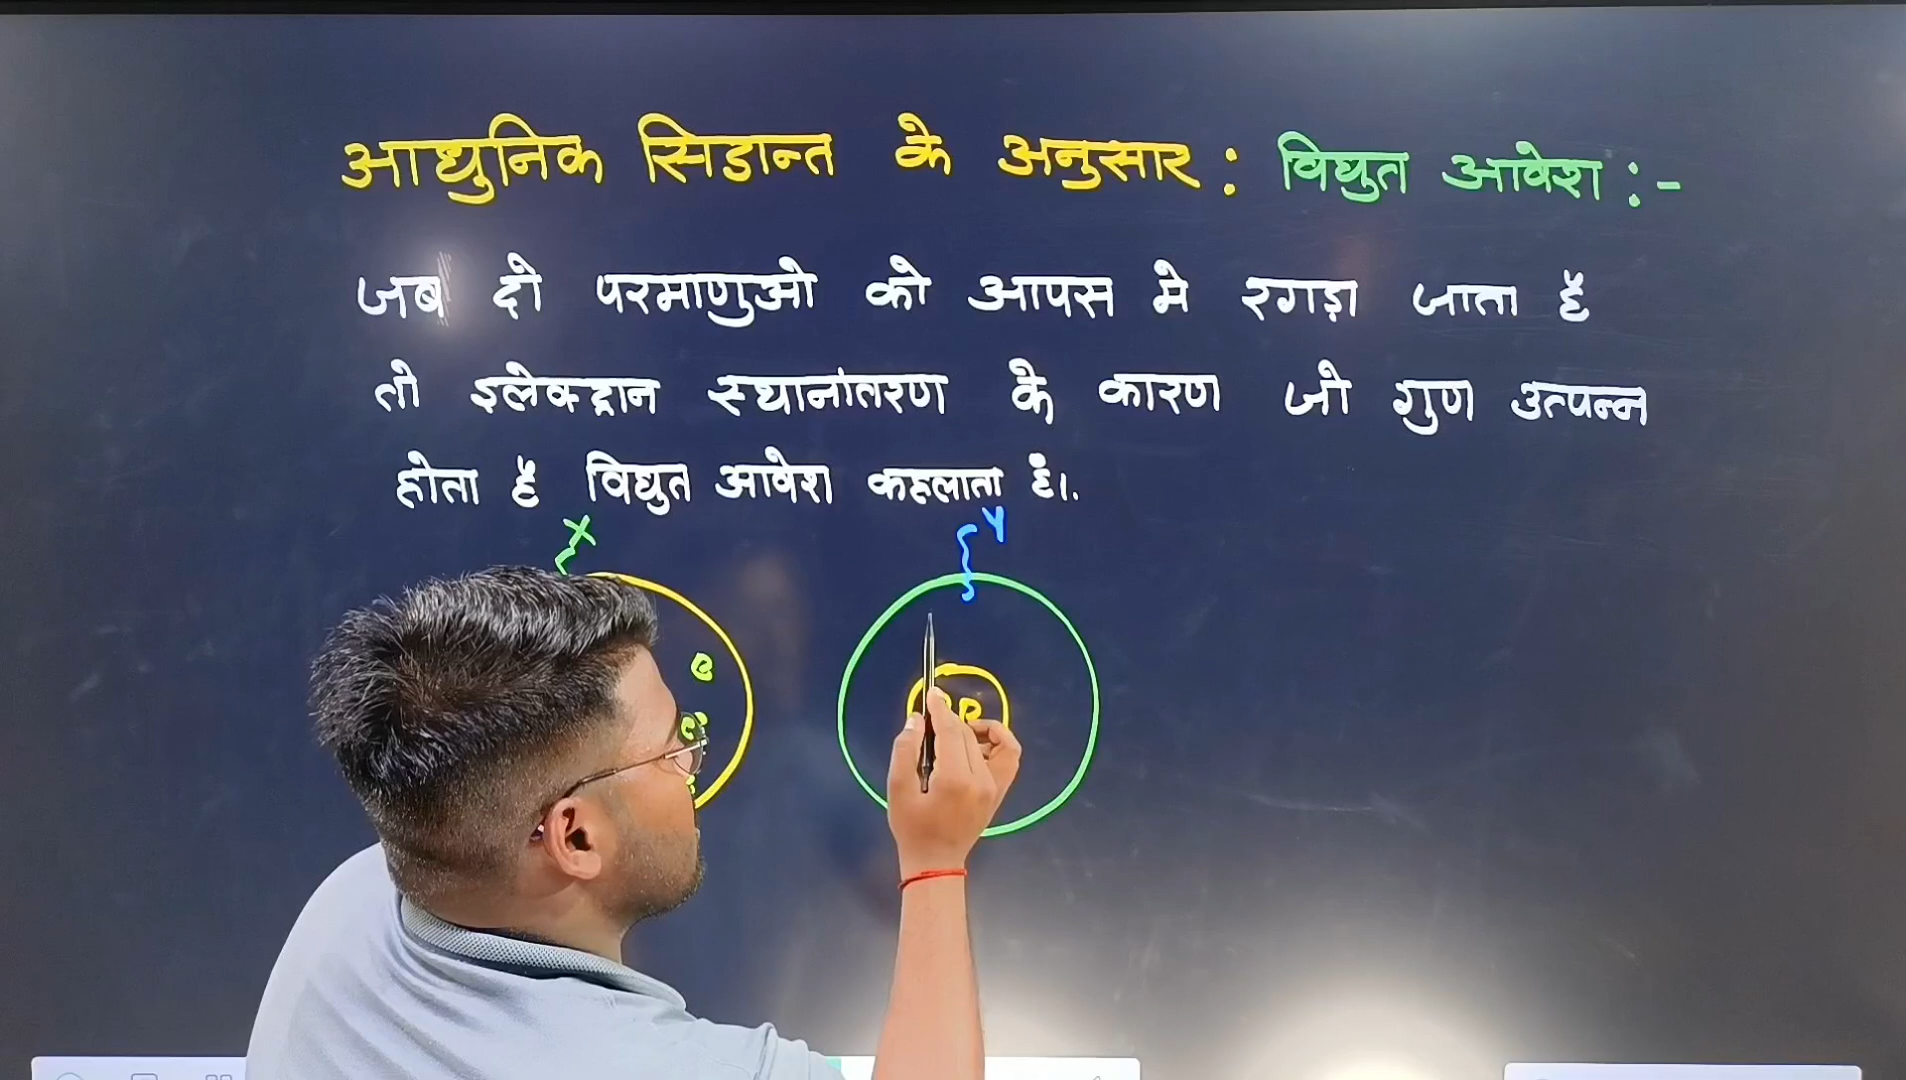 आधुनिक सिडान्त के अनुसार : विद्युत आवेश :-
जब दो परमाणुओ को आपस मे रगड़ा जाता है
तो इलेक्ट्रान स्थानांतरण के कारण जो गुण उत्पन्न
होता है विद्युत आवेश कहलाता है।.
X
Y
e
e
P